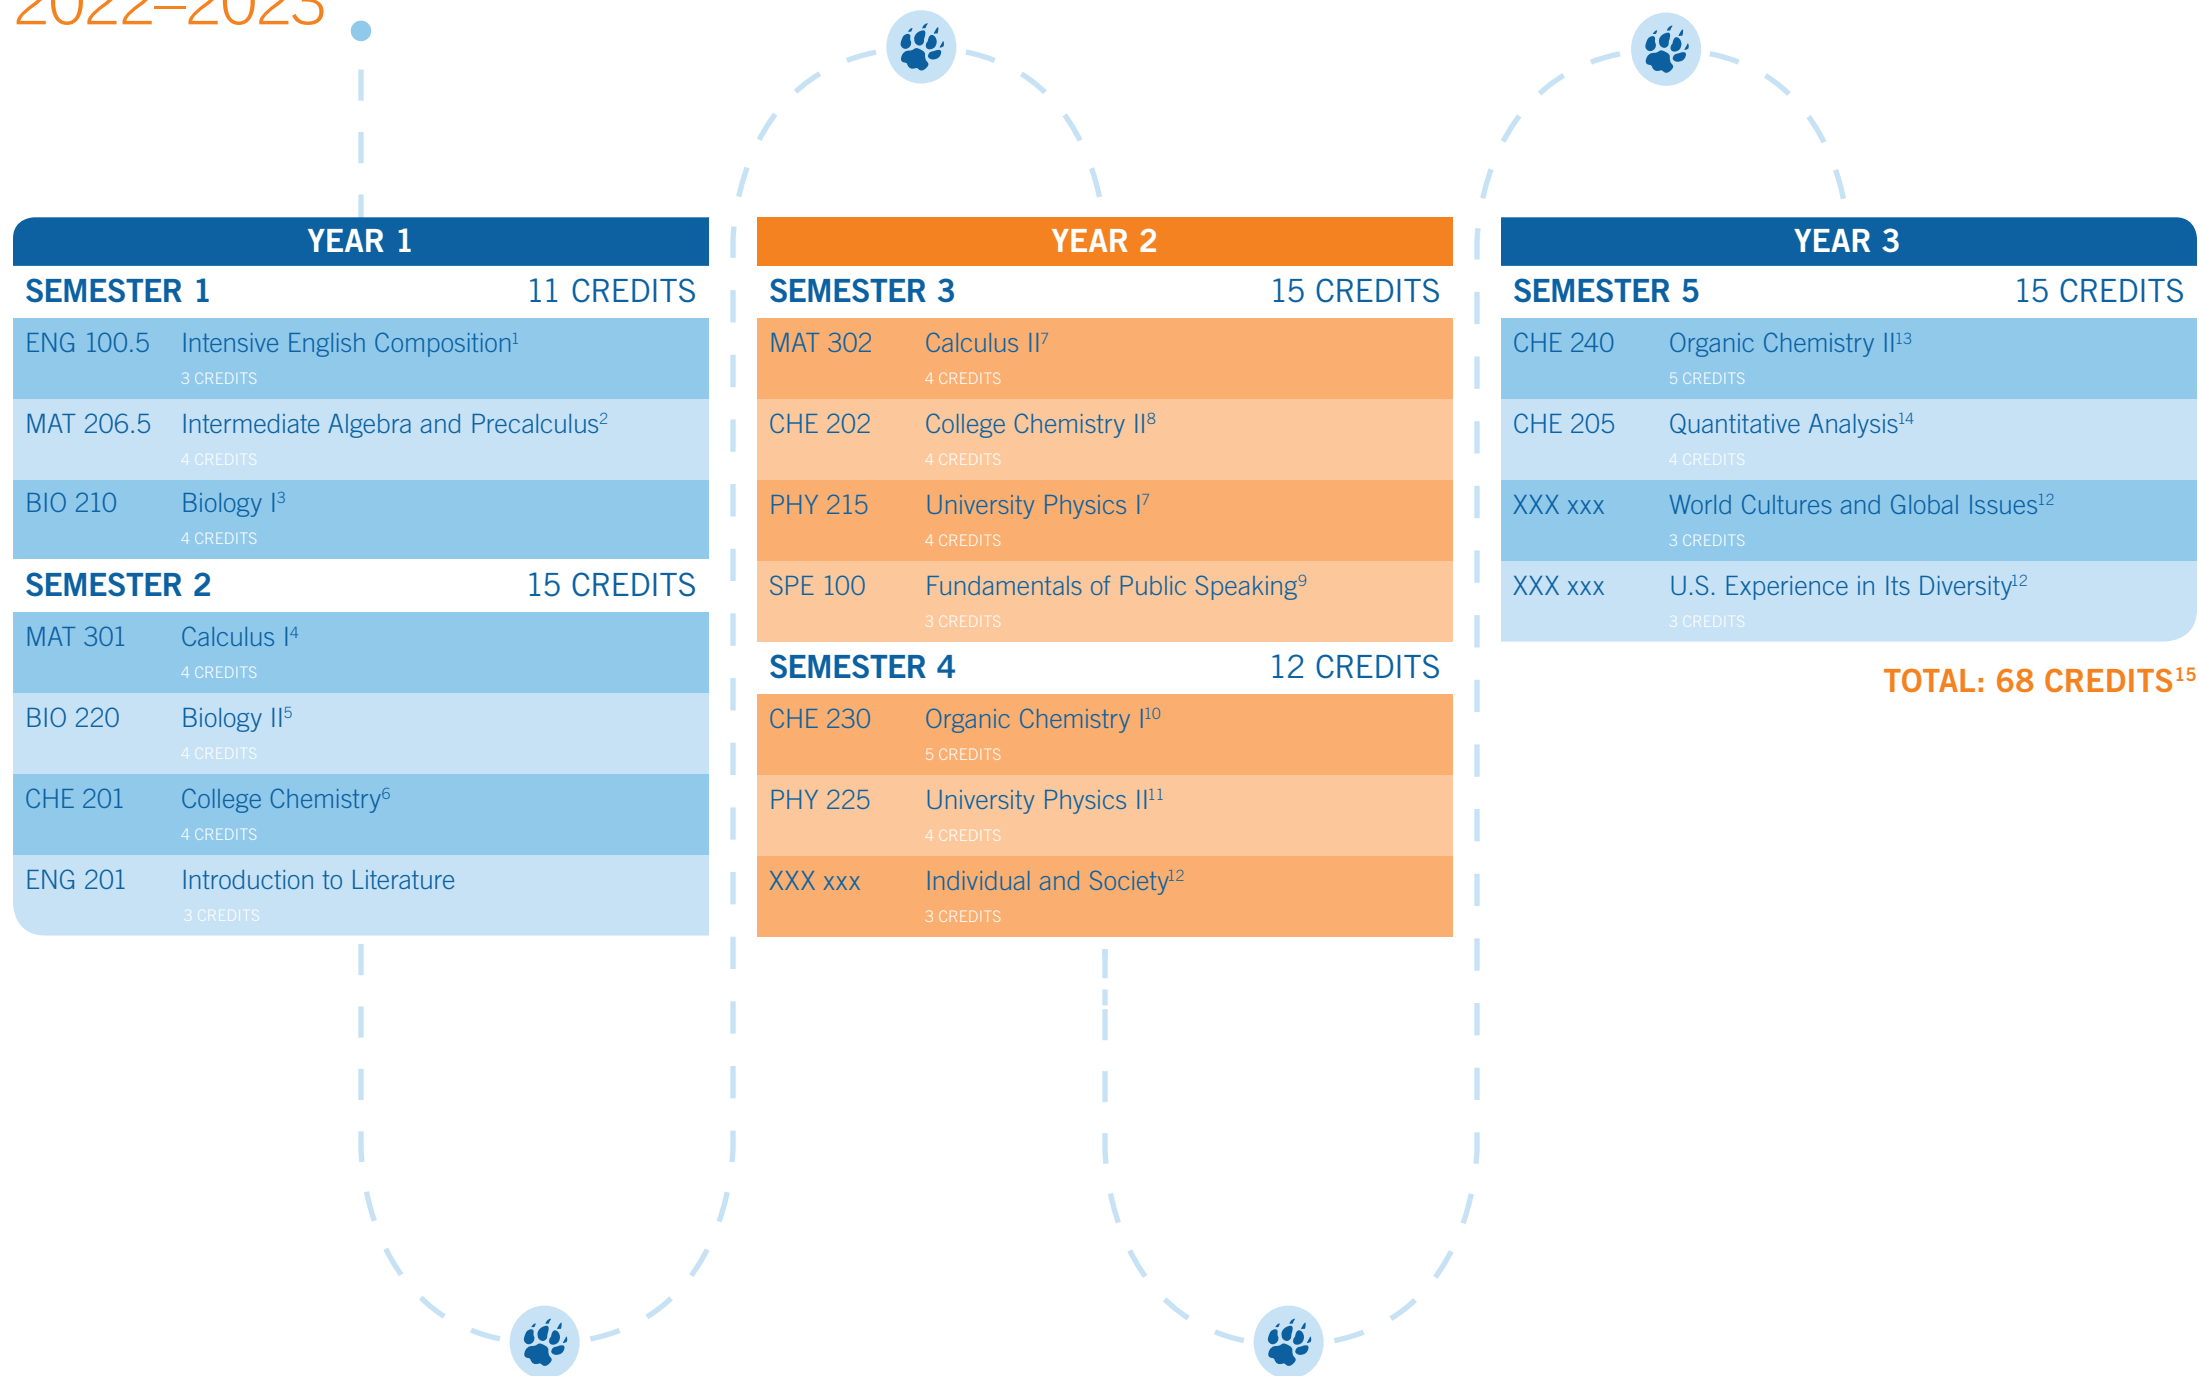 2022–2023
YEAR 1
SEMESTER 1 11 CREDITS
ENG 100.5 Intensive English Composition¹
3 CREDITS
MAT 206.5 Intermediate Algebra and Precalculus²
4 CREDITS
BIO 210 Biology I³
4 CREDITS
SEMESTER 2 15 CREDITS
MAT 301 Calculus I⁴
4 CREDITS
BIO 220 Biology II⁵
4 CREDITS
CHE 201 College Chemistry⁶
4 CREDITS
ENG 201 Introduction to Literature
3 CREDITS
YEAR 2
SEMESTER 3 15 CREDITS
MAT 302 Calculus II⁷
4 CREDITS
CHE 202 College Chemistry II⁸
4 CREDITS
PHY 215 University Physics I⁷
4 CREDITS
SPE 100 Fundamentals of Public Speaking⁹
3 CREDITS
SEMESTER 4 12 CREDITS
CHE 230 Organic Chemistry I¹⁰
5 CREDITS
PHY 225 University Physics II¹¹
4 CREDITS
XXX xxx Individual and Society¹²
3 CREDITS
YEAR 3
SEMESTER 5 15 CREDITS
CHE 240 Organic Chemistry II¹³
5 CREDITS
CHE 205 Quantitative Analysis¹⁴
4 CREDITS
XXX xxx World Cultures and Global Issues¹²
3 CREDITS
XXX xxx U.S. Experience in Its Diversity¹²
3 CREDITS
TOTAL: 68 CREDITS¹⁵